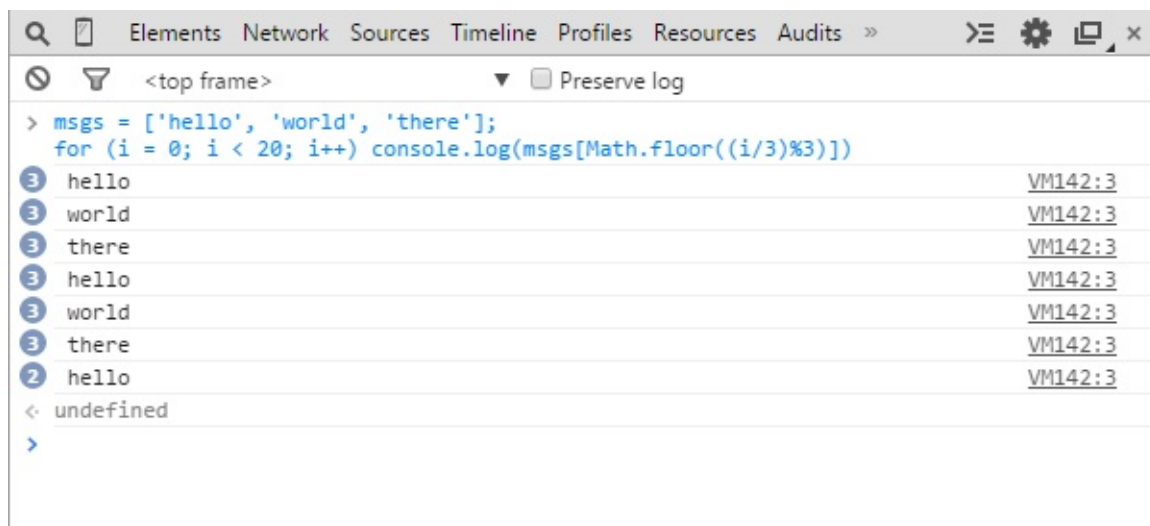 Elements Network Sources Timeline Profiles Resources Audits »
<top frame> ▼ Preserve log
> msgs = ['hello', 'world', 'there'];
for (i = 0; i < 20; i++) console.log(msgs[Math.floor((i/3)%3)])
3 hello VM142:3
3 world VM142:3
3 there VM142:3
3 hello VM142:3
3 world VM142:3
3 there VM142:3
2 hello VM142:3
undefined
>